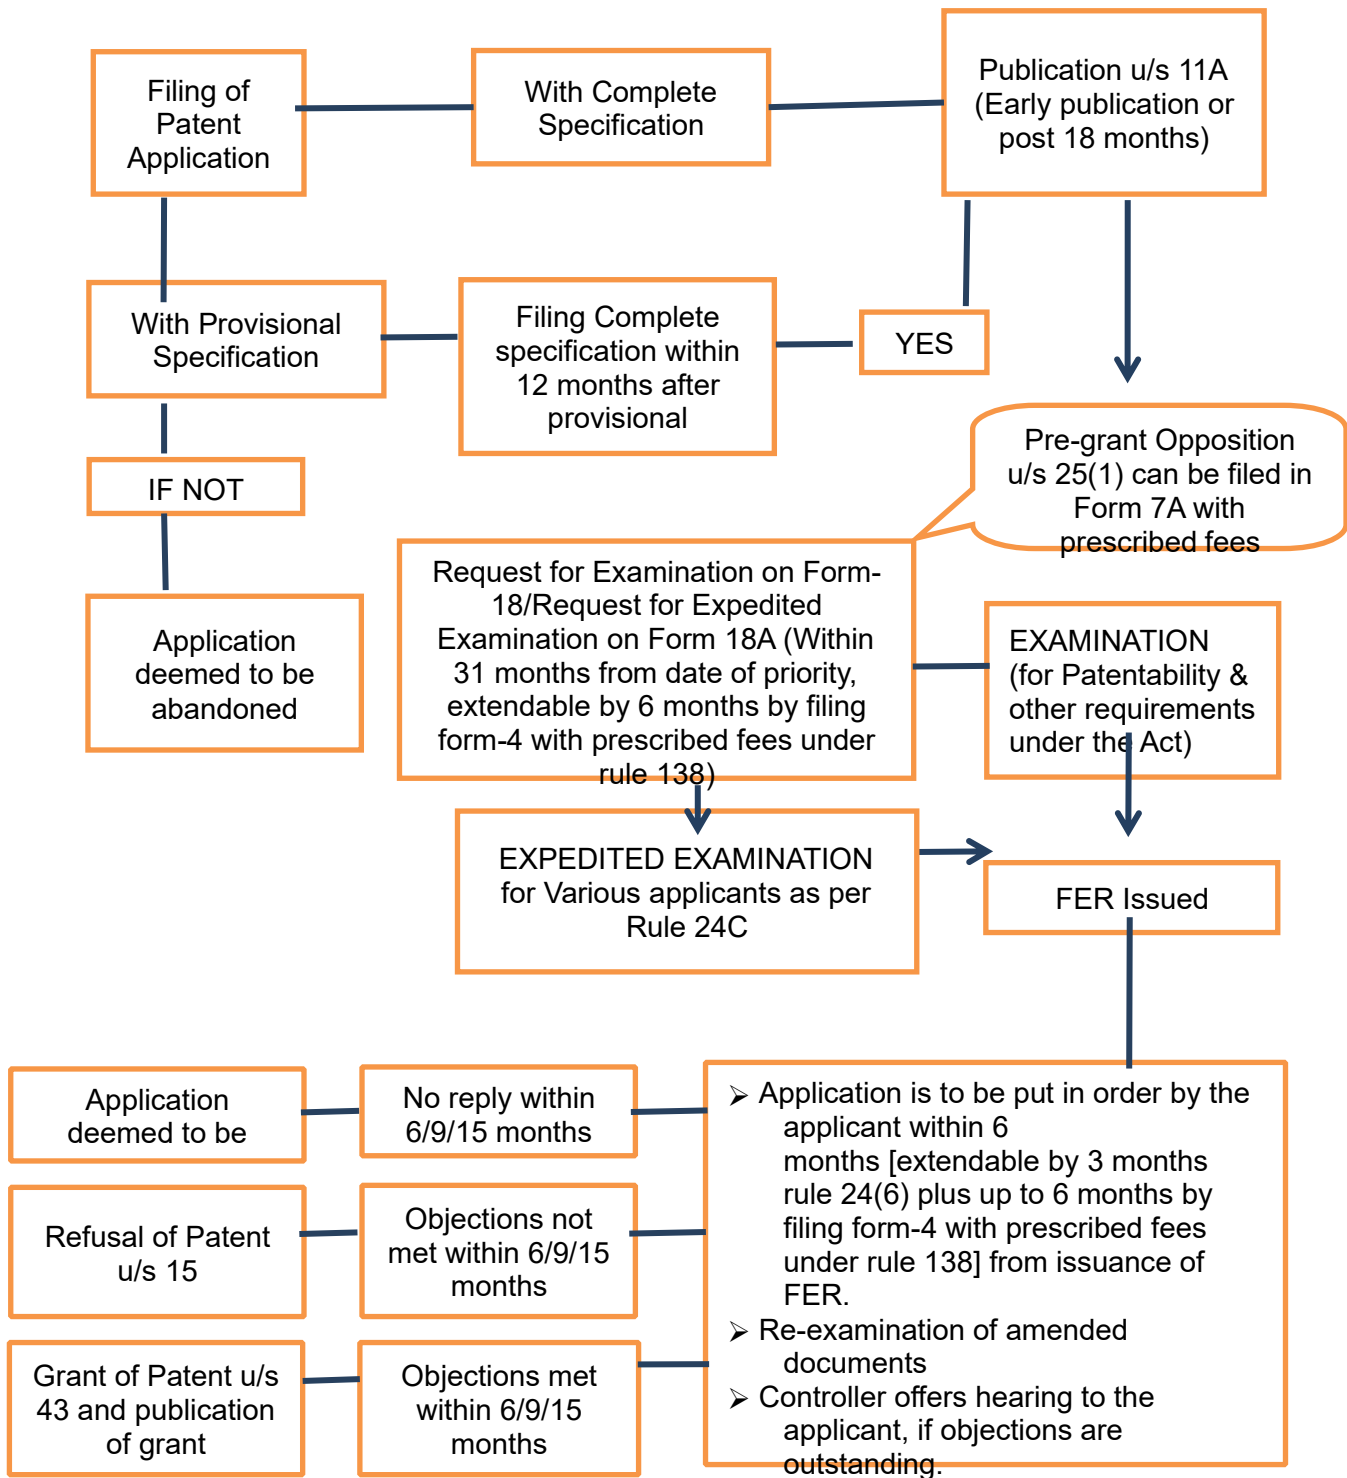 Filing of
Patent
Application
With Complete
Specification
Publication u/s 11A
(Early publication or
post 18 months)
With Provisional
Specification
Filing Complete
specification within
12 months after
provisional
YES
IF NOT
Application
deemed to be
abandoned
Pre-grant Opposition
u/s 25(1) can be filed in
Form 7A with
prescribed fees
Request for Examination on Form-
18/Request for Expedited
Examination on Form 18A (Within
31 months from date of priority,
extendable by 6 months by filing
form-4 with prescribed fees under
rule 138)
EXAMINATION
(for Patentability &
other requirements
under the Act)
EXPEDITED EXAMINATION
for Various applicants as per
Rule 24C
FER Issued
➢ Application is to be put in order by the
applicant within 6
months [extendable by 3 months
rule 24(6) plus up to 6 months by
filing form-4 with prescribed fees
under rule 138] from issuance of
FER.
➢ Re-examination of amended
documents
➢ Controller offers hearing to the
applicant, if objections are
outstanding.
No reply within
6/9/15 months
Application
deemed to be
Objections not
met within 6/9/15
months
Refusal of Patent
u/s 15
Objections met
within 6/9/15
months
Grant of Patent u/s
43 and publication
of grant